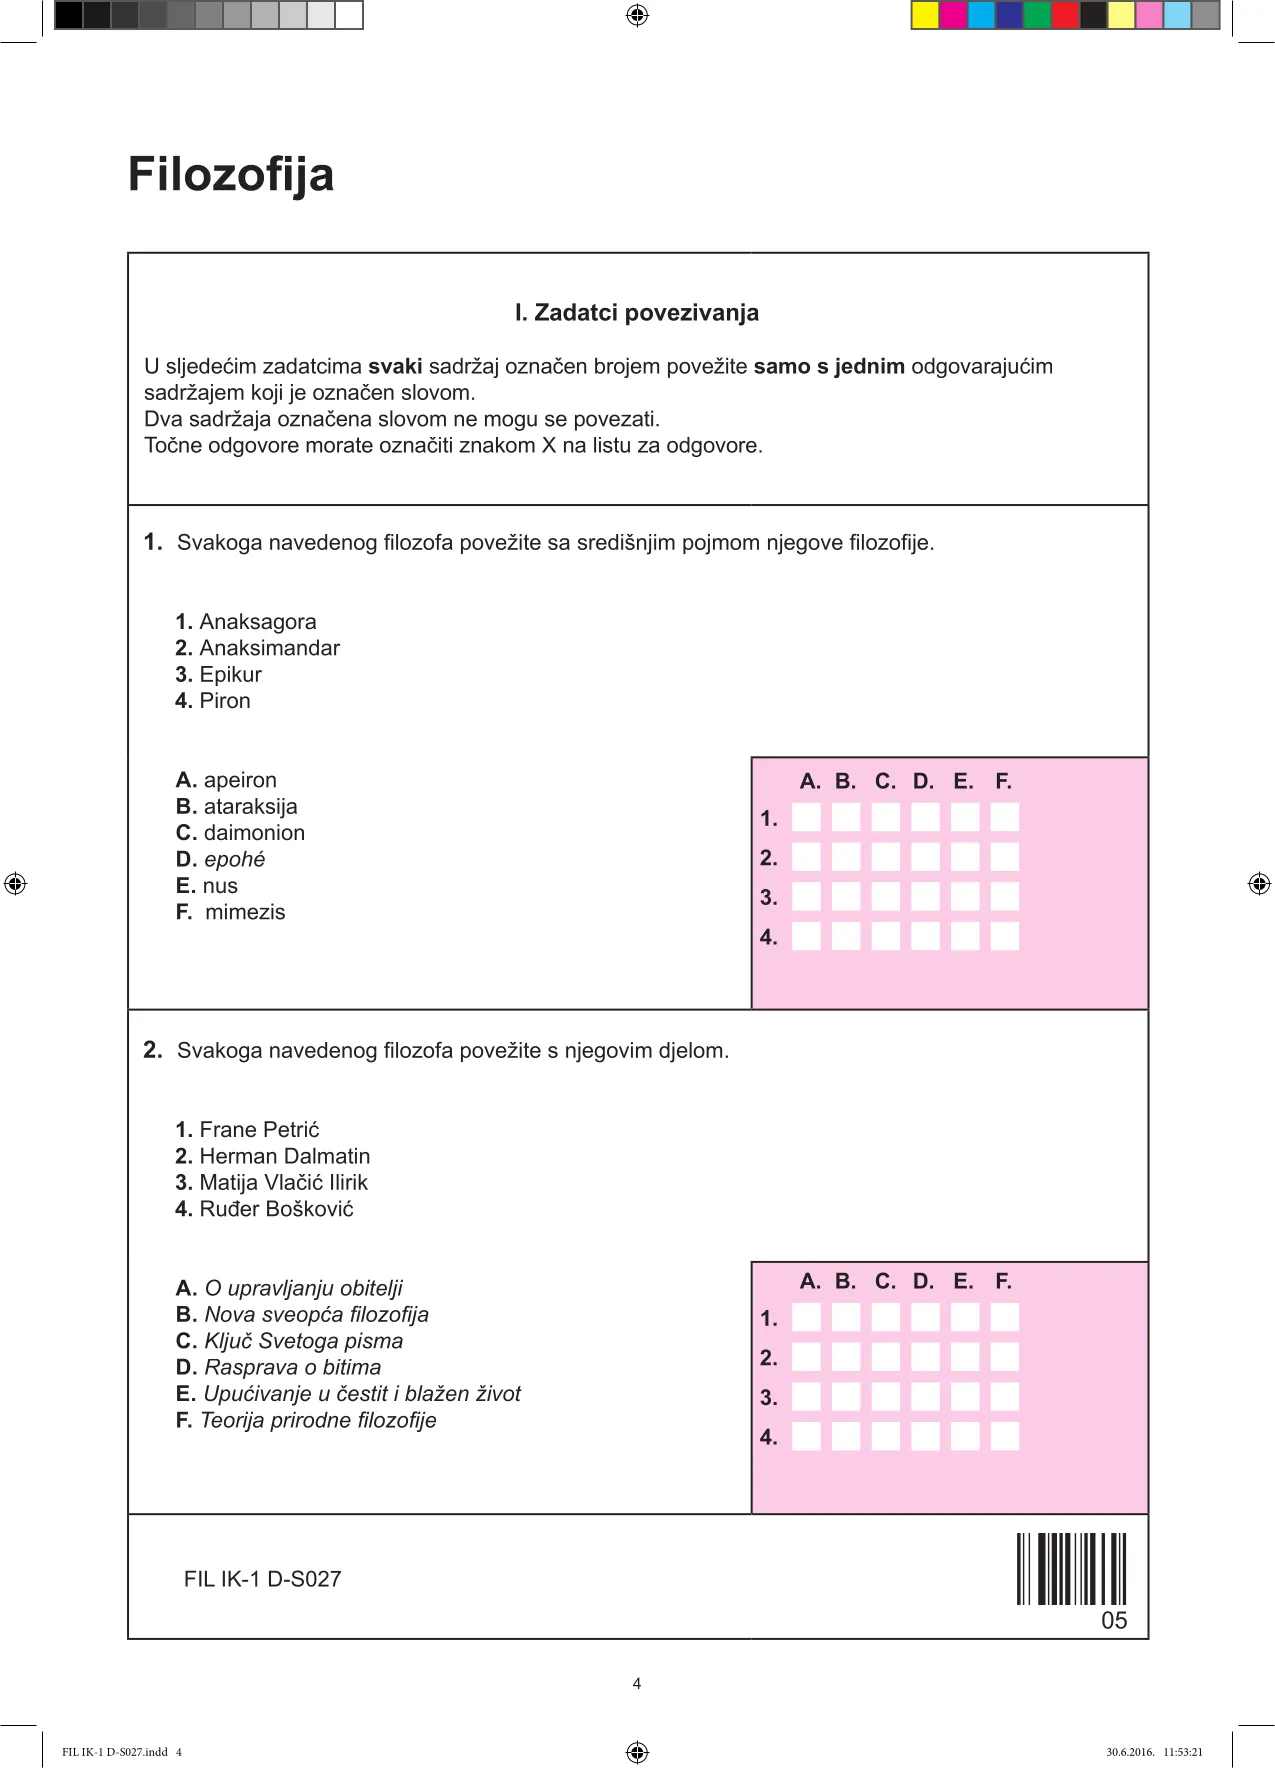 Filozofija
I. Zadatci povezivanja
U sljedećim zadatcima svaki sadržaj označen brojem povežite samo s jednim odgovarajućim
sadržajem koji je označen slovom.
Dva sadržaja označena slovom ne mogu se povezati.
Točne odgovore morate označiti znakom X na listu za odgovore.
1. Svakoga navedenog filozofa povežite sa središnjim pojmom njegove filozofije.
1. Anaksagora
2. Anaksimandar
3. Epikur
4. Piron
A. apeiron
B. ataraksija
C. daimonion
D. epohé
E. nus
F. mimezis
A. B. C. D. E. F.
1.
2.
3.
4.
2. Svakoga navedenog filozofa povežite s njegovim djelom.
1. Frane Petrić
2. Herman Dalmatin
3. Matija Vlačić Ilirik
4. Ruđer Bošković
A. O upravljanju obitelji
B. Nova sveopća filozofija
C. Ključ Svetoga pisma
D. Rasprava o bitima
E. Upućivanje u čestit i blažen život
F. Teorija prirodne filozofije
A. B. C. D. E. F.
1.
2.
3.
4.
FIL IK-1 D-S027
05
4
FIL IK-1 D-S027.indd 4
30.6.2016. 11:53:21